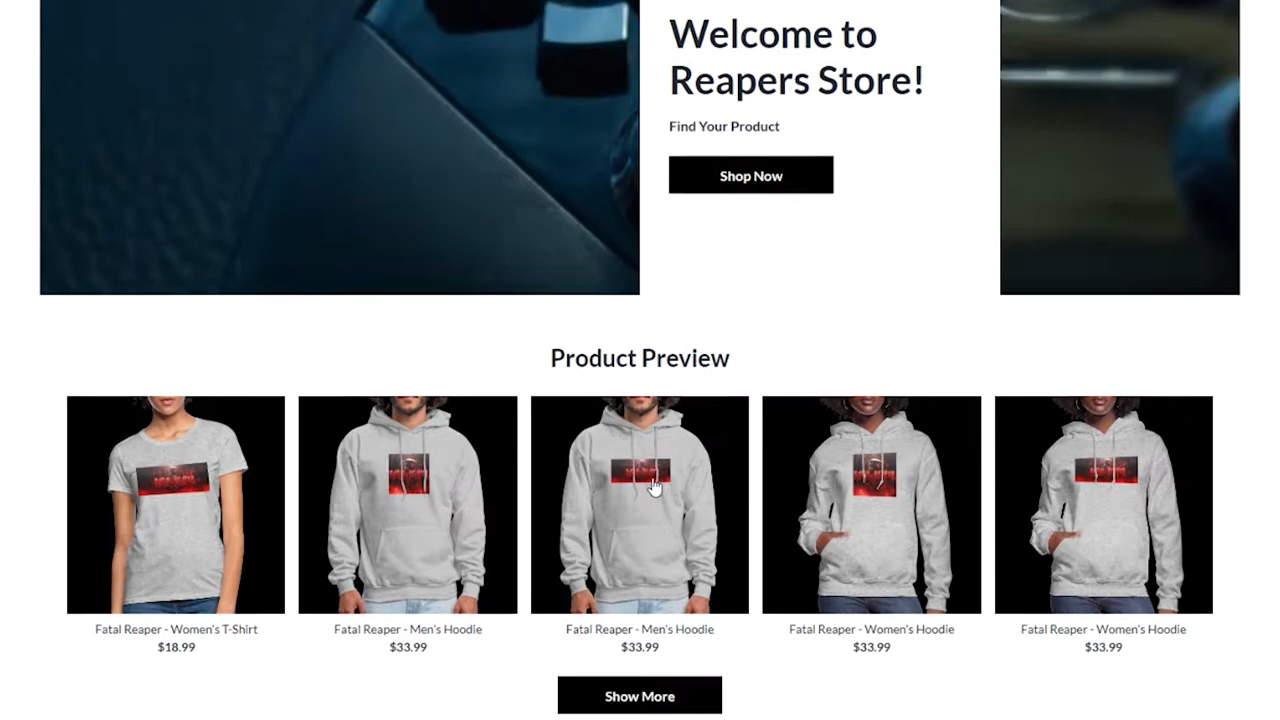 Welcome to
Reapers Store!
Find Your Product
Shop Now
Product Preview
Fatal Reaper - Women's T-Shirt
$18.99
Fatal Reaper - Men's Hoodie
$33.99
Fatal Reaper - Men's Hoodie
$33.99
Fatal Reaper - Women's Hoodie
$33.99
Fatal Reaper - Women's Hoodie
$33.99
Show More